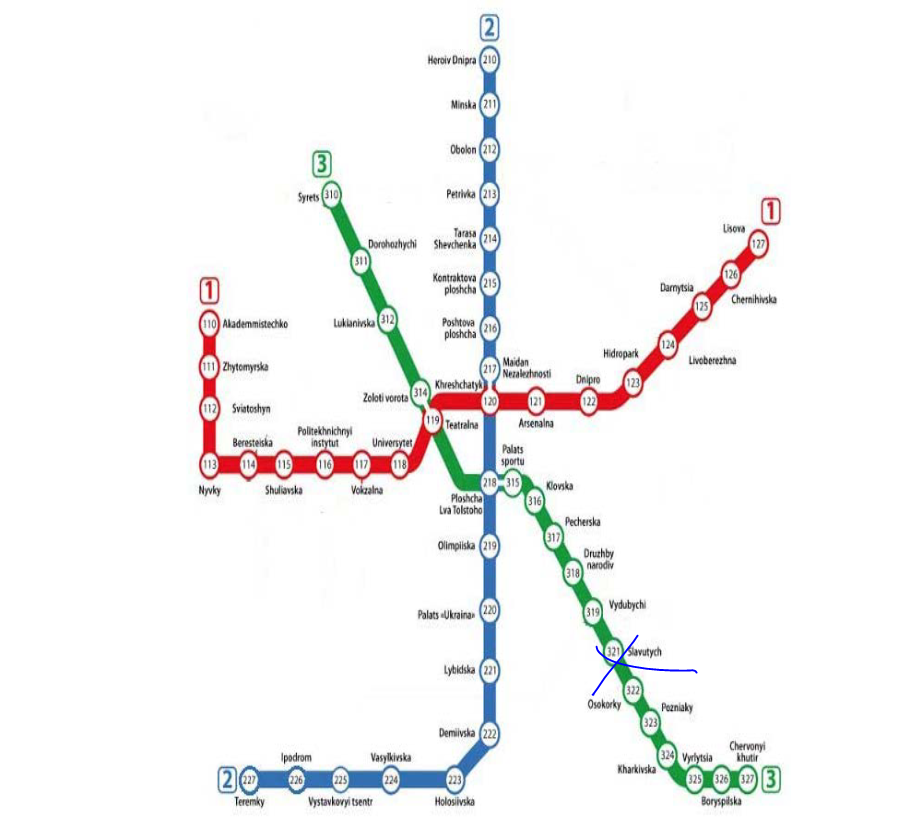 2
Heroiv Dnipra 210
Minska 211
Obolon 212
3
Petrivka 213
Syrets 310
1
Lisova
Tarasa
Shevchenka 214
127
Dorohozhychi
311
126
Kontraktova
ploshcha 215
Darnytsia
Chernihivska
1
125
110 Akademmistechko
Lukianivska 312
Poshtova
ploshcha 216
124
Hidropark
Livoberezhna
111 Zhytomyrska
217 Maidan
Nezalezhnosti
Dnipro
123
Zoloti vorota 314
Khreshchatyk
120
121
122
112 Sviatoshyn
119 Teatralna
Arsenalna
Beresteiska
Politekhnichnyi
instytut
Universytet
Palats
sportu
113
114
115
116
117
118
Nyvky
Shuliavska
Vokzalna
218
315
Klovska
Ploshcha
Lva Tolstoho
316
317 Pecherska
Olimpiiska 219
Druzhby
narodiv
318
Palats «Ukraina» 220
319 Vydubychi
321 Slavutych
Lybidska 221
322
Osokorky
Pozniaky
323
Demiivska 222
324
Kharkivska
Vyrlytsia
Chervonyi
khutir
Ipodrom
Vasylkivska
2
227
226
225
224
223
325
326
327
3
Teremky
Vystavkovyi tsentr
Holosiivska
Boryspilska